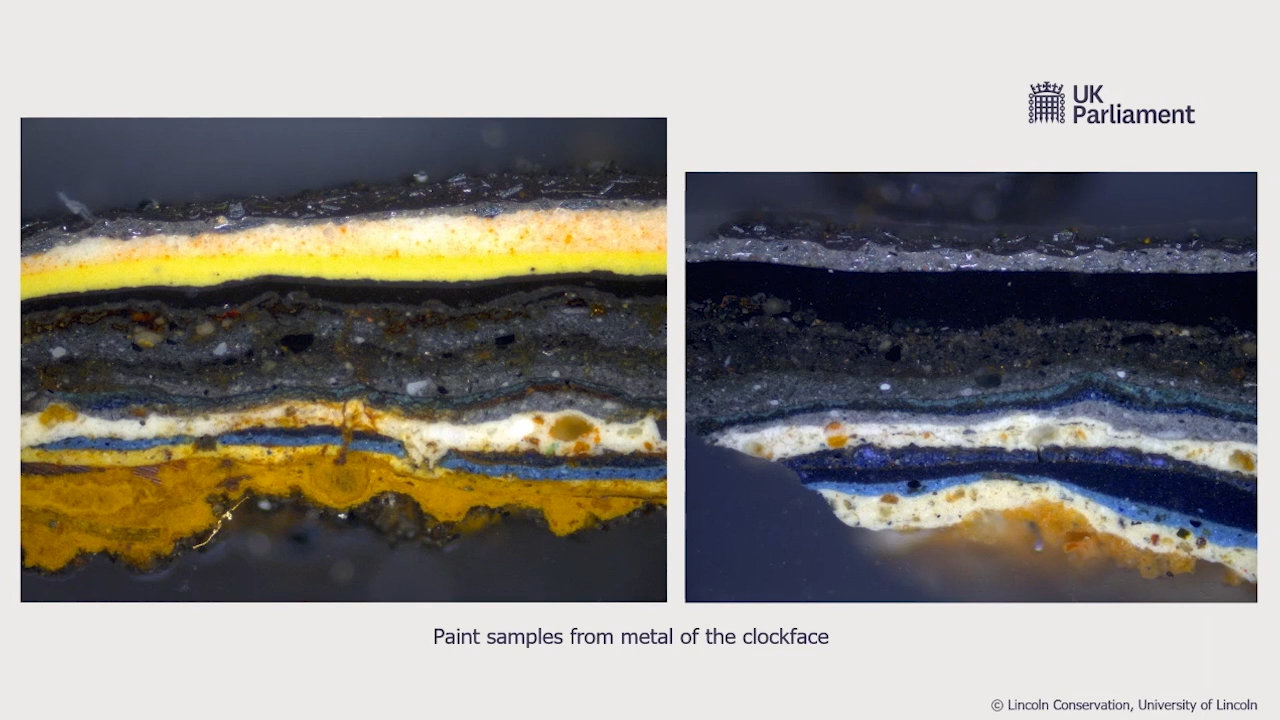 UK
Parliament
Paint samples from metal of the clockface
© Lincoln Conservation, University of Lincoln